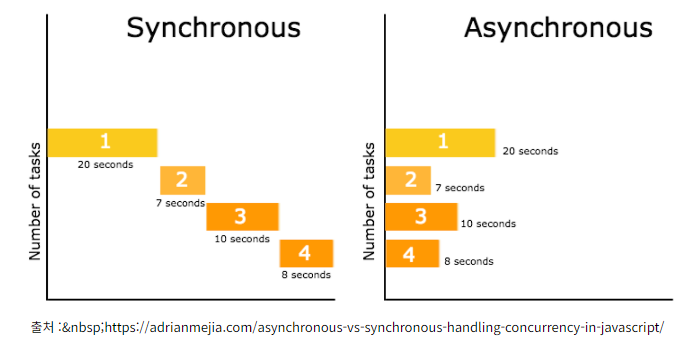 Synchronous
Number of tasks
1
20 seconds
2
7 seconds
3
10 seconds
4
8 seconds
Asynchronous
Number of tasks
1
20 seconds
2
7 seconds
3
10 seconds
4
8 seconds
출처 :&nbsp;https://adrianmejia.com/asynchronous-vs-synchronous-handling-concurrency-in-javascript/